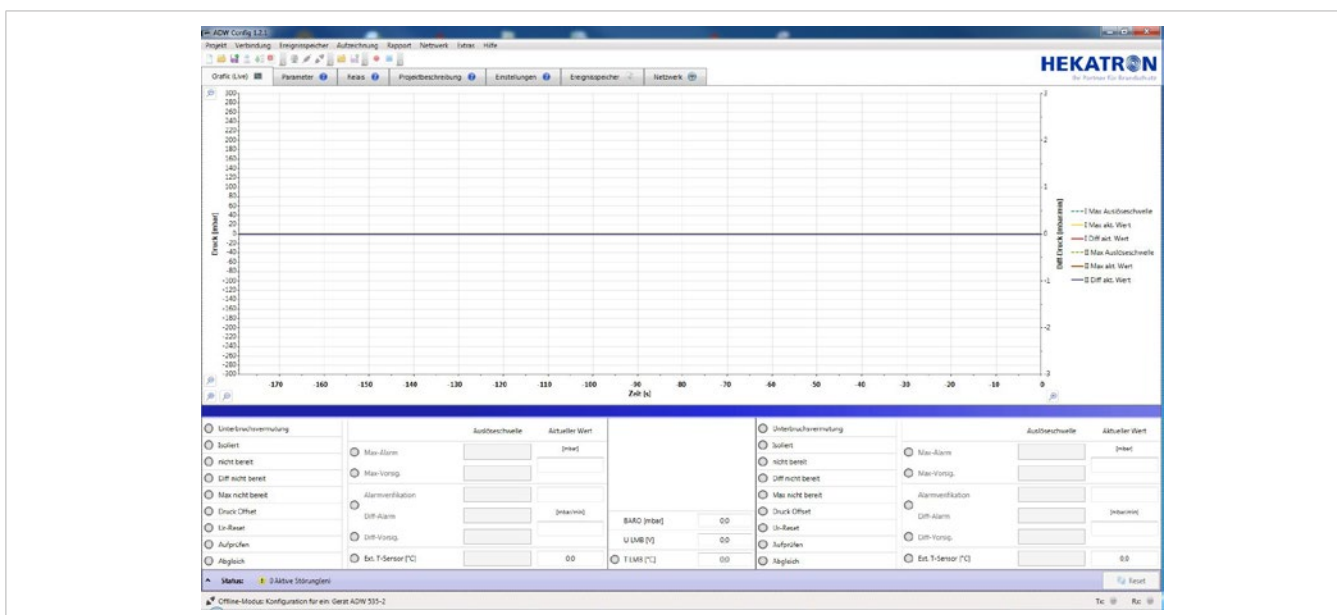 ADW Config 1.2.1
Projekt Verbindung Ereignisspeicher Aufzeichnung Rapport Netzwerk Extras Hilfe
HEKATRON
Ihr Partner für Brandschutz
Grafik (Live) Parameter Relais Projektbeschreibung Einstellungen Ereignisspeicher Netzwerk
300 3
280
260
240
220
200 2
180
160
140
120
100 1
80
60
40
20
0 0
-20
-40
-60
-80
-100 -1
-120
-140
-160
-180
-200 -2
-220
-240
-260
-280
-300 -3
Druck [mbar]
Diff.Druck [mbar/min]
I Max Auslöseschwelle
I Max akt. Wert
I Diff akt. Wert
II Max Auslöseschwelle
II Max akt. Wert
II Diff akt. Wert
-170 -160 -150 -140 -130 -120 -110 -100 -90 -80 -70 -60 -50 -40 -30 -20 -10 0
Zeit [s]
Unterbruchsvermutung
Isoliert
nicht bereit
Diff nicht bereit
Max nicht bereit
Druck Offset
Ur-Reset
Aufprüfen
Abgleich
Auslöseschwelle Aktueller Wert
Max-Alarm [mbar]
Max-Vorsig.
Alarmverifikation
Diff-Alarm [mbar/min]
Diff-Vorsig.
Ext. T-Sensor [°C] 0.0
BARO [mbar] 0.0
U LMB [V] 0.0
T LMB [°C] 0.0
Unterbruchsvermutung
Isoliert
nicht bereit
Diff nicht bereit
Max nicht bereit
Druck Offset
Ur-Reset
Aufprüfen
Abgleich
Auslöseschwelle Aktueller Wert
Max-Alarm [mbar]
Max-Vorsig.
Alarmverifikation
Diff-Alarm [mbar/min]
Diff-Vorsig.
Ext. T-Sensor [°C] 0.0
Status: 0 Aktive Störung(en) Reset
Offline-Modus: Konfiguration für ein Gerät ADW 535-2 Tx: Rx: